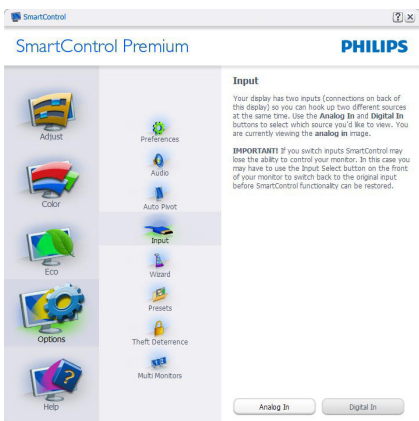 SmartControl
SmartControl Premium
PHILIPS
Adjust
Color
Eco
Options
Help
Preferences
Audio
Auto Pivot
Input
Wizard
Presets
Theft Deterrence
Multi Monitors
Input
Your display has two inputs (connections on back of
this display) so you can hook up two different sources
at the same time. Use the Analog In and Digital In
buttons to select which source you'd like to view. You
are currently viewing the analog in image.
IMPORTANT! If you switch inputs SmartControl may
lose the ability to control your monitor. In this case you
may have to use the Input Select button on the front
of your monitor to switch back to the original input
before SmartControl functionality can be restored.
Analog In
Digital In